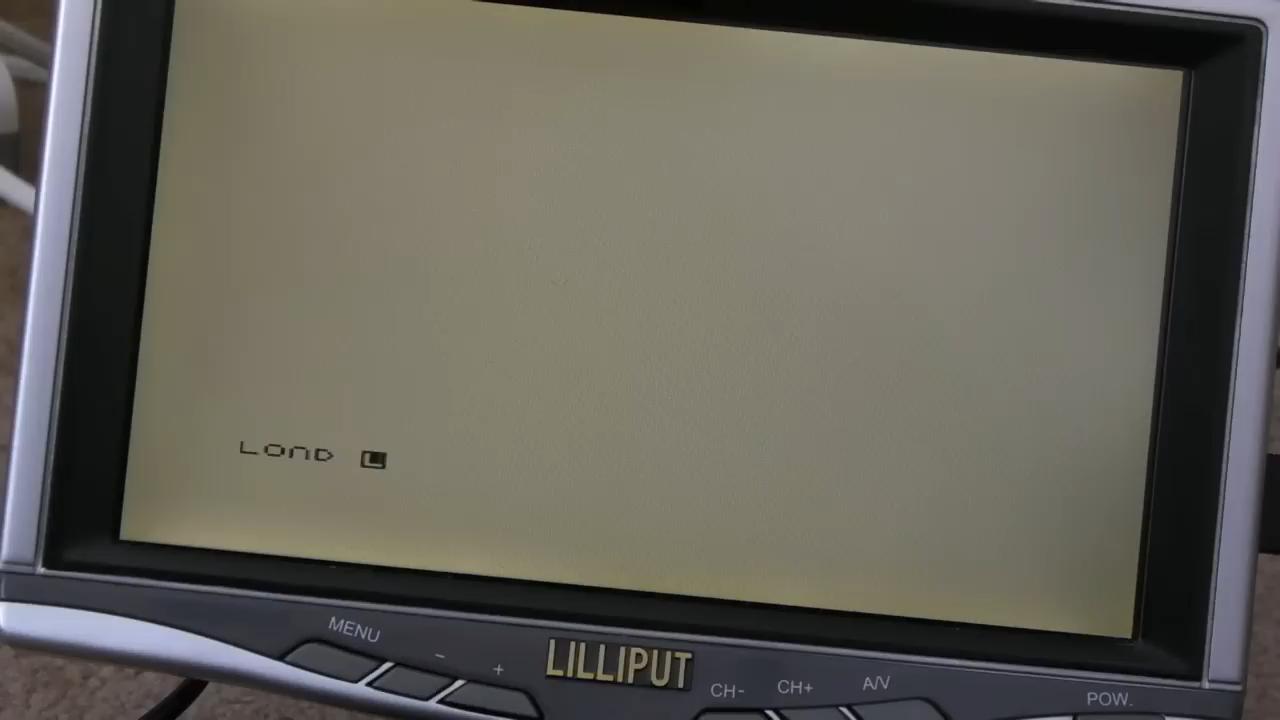 LOAD L
MENU
- +
LILLIPUT
CH- CH+ A/V
POW.